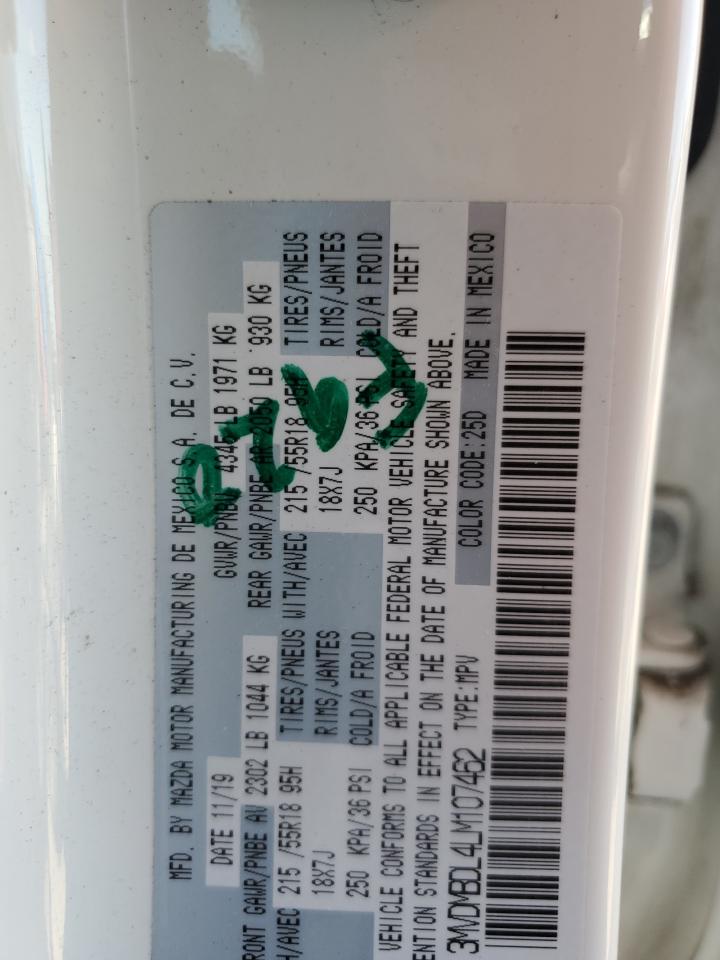 MFD. BY MAZDA MOTOR MANUFACTURING DE MEXICO S.A. DE C.V.
DATE 11/19 GVWR/PNBV 4345 LB 1971 KG
RONT GAWR/PNBE AV 2302 LB 1044 KG REAR GAWR/PNBE AR 2050 LB 930 KG
H/AVEC 215 /55R18 95H TIRES/PNEUS WITH/AVEC 215 /55R18 95H TIRES/PNEUS
18X7J RIMS/JANTES 18X7J RIMS/JANTES
250 KPA/36 PSI COLD/A FROID 250 KPA/36 PSI COLD/A FROID
VEHICLE CONFORMS TO ALL APPLICABLE FEDERAL MOTOR VEHICLE SAFETY AND THEFT
ENTION STANDARDS IN EFFECT ON THE DATE OF MANUFACTURE SHOWN ABOVE.
3MVDMBDL4LM107462 TYPE:MPV COLOR CODE:25D MADE IN MEXICO